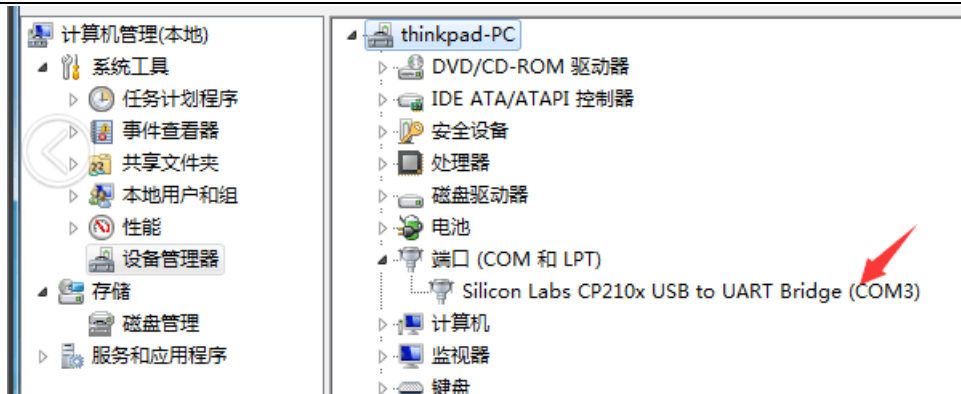 计算机管理(本地)
系统工具
任务计划程序
事件查看器
共享文件夹
本地用户和组
性能
设备管理器
存储
磁盘管理
服务和应用程序
thinkpad-PC
DVD/CD-ROM 驱动器
IDE ATA/ATAPI 控制器
安全设备
处理器
磁盘驱动器
电池
端口 (COM 和 LPT)
Silicon Labs CP210x USB to UART Bridge (COM3)
计算机
监视器
键盘